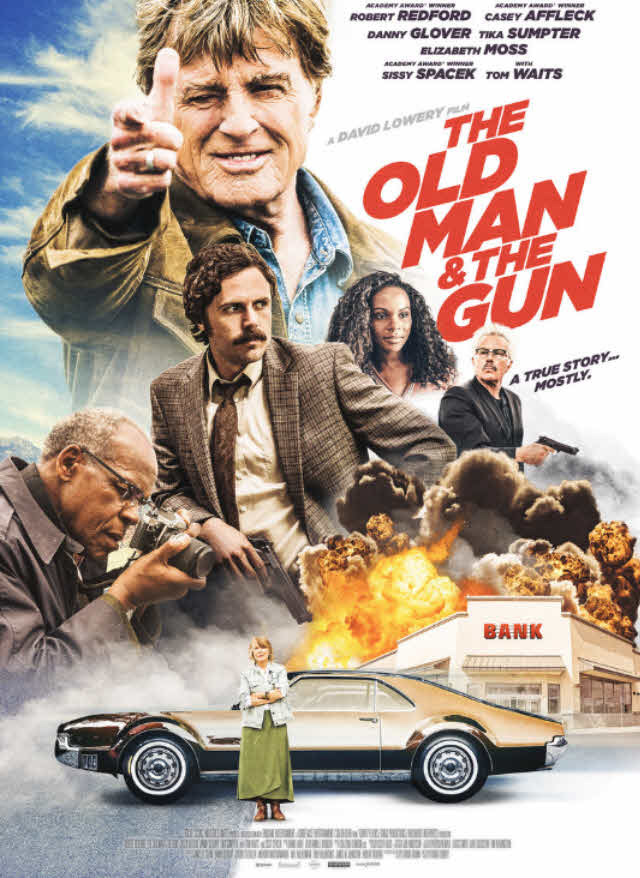 ACADEMY AWARD® WINNER ACADEMY AWARD® WINNER
ROBERT REDFORD CASEY AFFLECK
DANNY GLOVER TIKA SUMPTER
ELIZABETH MOSS
ACADEMY AWARD® WINNER WITH
SISSY SPACEK TOM WAITS
A DAVID LOWERY FILM
THE
OLD
MAN
& THE
GUN
A TRUE STORY...
MOSTLY.
BANK